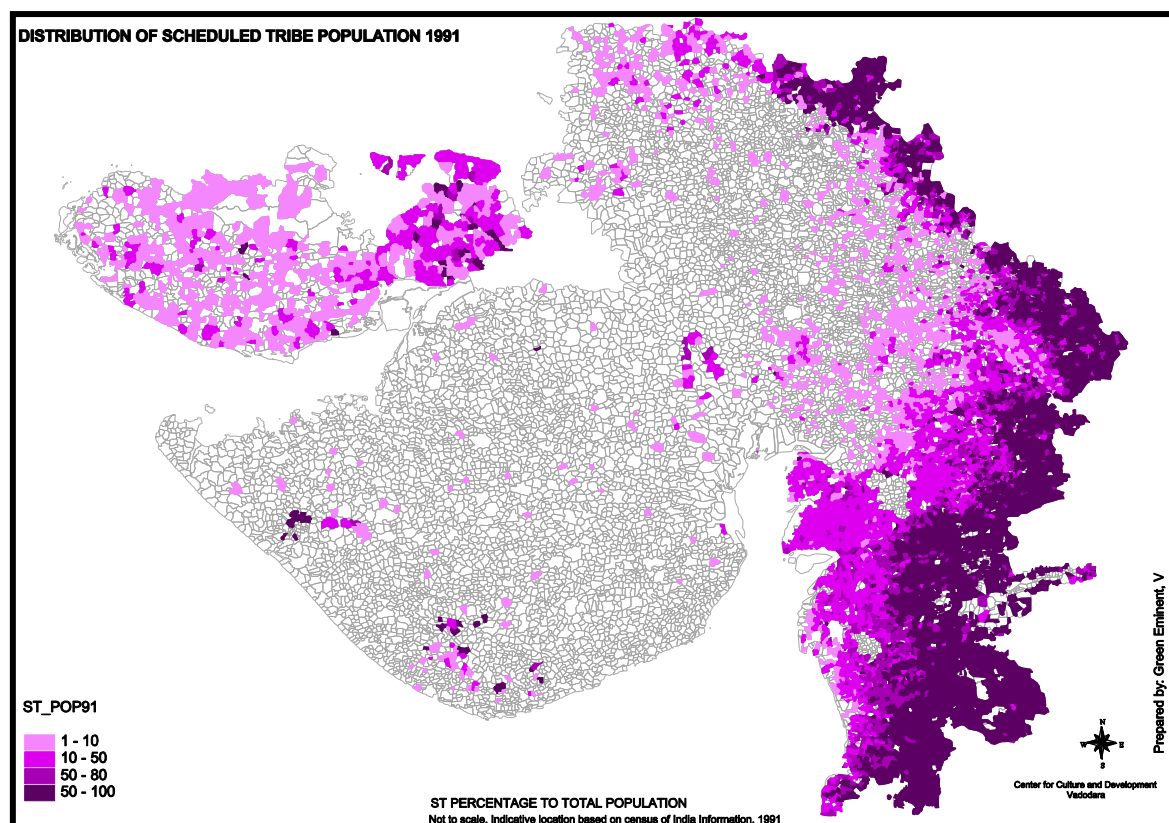 DISTRIBUTION OF SCHEDULED TRIBE POPULATION 1991
ST_POP91
1 - 10
10 - 50
50 - 80
50 - 100
ST PERCENTAGE TO TOTAL POPULATION
Not to scale, Indicative location based on census of India Information, 1991
N
W E
S
Center for Culture and Development
Vadodara
Prepared by: Green Eminent, V